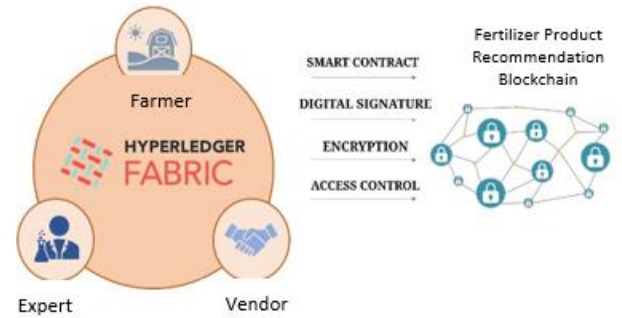 Farmer
HYPERLEDGER
FABRIC
Expert
Vendor
SMART CONTRACT
DIGITAL SIGNATURE
ENCRYPTION
ACCESS CONTROL
Fertilizer Product
Recommendation
Blockchain